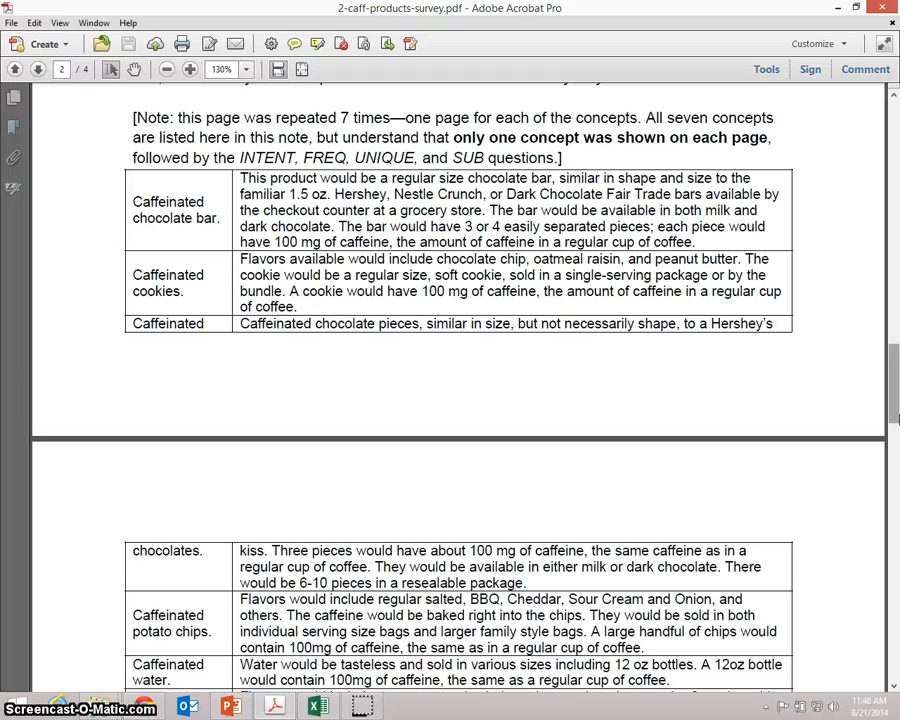 2-caff-products-survey.pdf - Adobe Acrobat Pro
File Edit View Window Help
Create
Customize
2 / 4
130%
Tools Sign Comment
[Note: this page was repeated 7 times—one page for each of the concepts. All seven concepts
are listed here in this note, but understand that only one concept was shown on each page,
followed by the INTENT, FREQ, UNIQUE, and SUB questions.]
Caffeinated
chocolate bar.
This product would be a regular size chocolate bar, similar in shape and size to the
familiar 1.5 oz. Hershey, Nestle Crunch, or Dark Chocolate Fair Trade bars available by
the checkout counter at a grocery store. The bar would be available in both milk and
dark chocolate. The bar would have 3 or 4 easily separated pieces; each piece would
have 100 mg of caffeine, the amount of caffeine in a regular cup of coffee.
Caffeinated
cookies.
Flavors available would include chocolate chip, oatmeal raisin, and peanut butter. The
cookie would be a regular size, soft cookie, sold in a single-serving package or by the
bundle. A cookie would have 100 mg of caffeine, the amount of caffeine in a regular cup
of coffee.
Caffeinated
Caffeinated chocolate pieces, similar in size, but not necessarily shape, to a Hershey's
chocolates.
kiss. Three pieces would have about 100 mg of caffeine, the same caffeine as in a
regular cup of coffee. They would be available in either milk or dark chocolate. There
would be 6-10 pieces in a resealable package.
Caffeinated
potato chips.
Flavors would include regular salted, BBQ, Cheddar, Sour Cream and Onion, and
others. The caffeine would be baked right into the chips. They would be sold in both
individual serving size bags and larger family style bags. A large handful of chips would
contain 100mg of caffeine, the same as in a regular cup of coffee.
Caffeinated
water.
Water would be tasteless and sold in various sizes including 12 oz bottles. A 12oz bottle
would contain 100mg of caffeine, the same as a regular cup of coffee.
Screencast-O-Matic.com
11:48 AM
8/21/2014